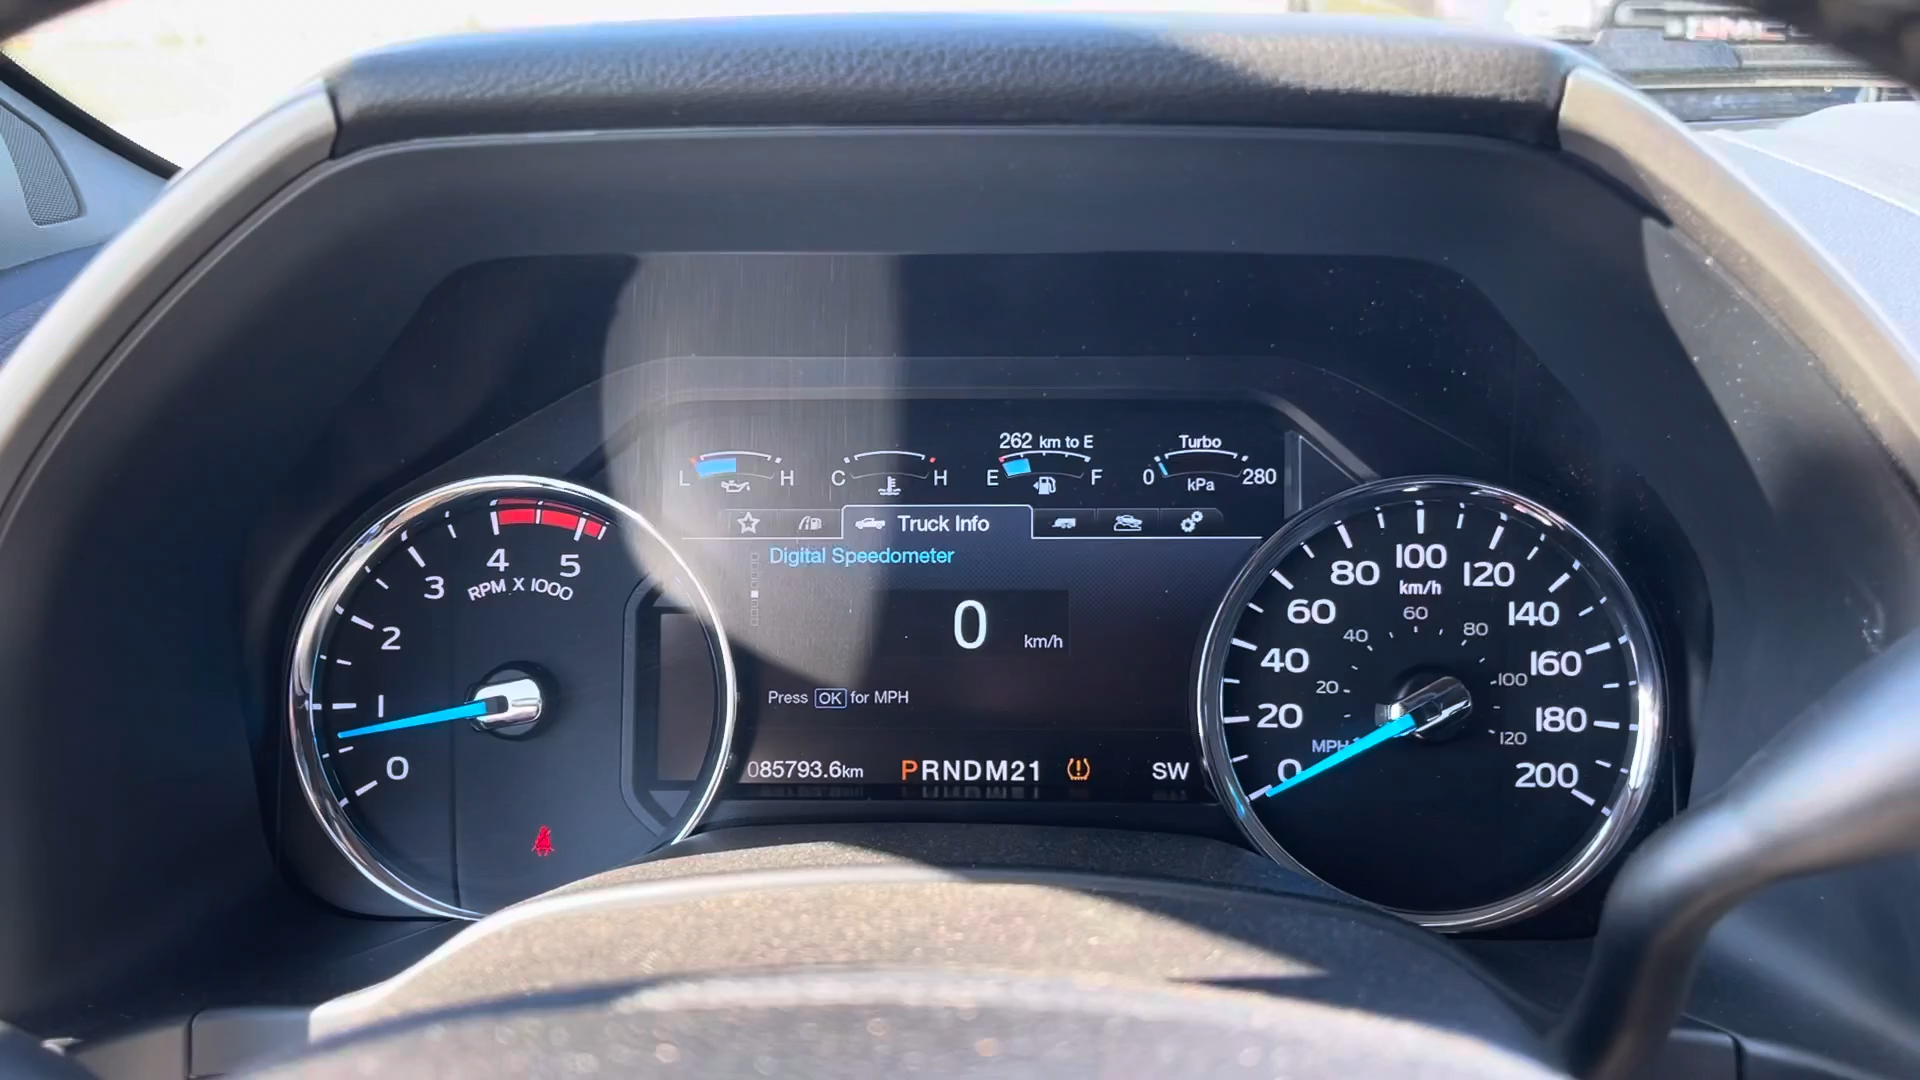 262 km to E
Turbo
L H
C H
E F
0 280
kPa
Truck Info
Digital Speedometer
0 km/h
Press OK for MPH
085793.6km PRNDM21 SW
0 1 2 3 4 5
RPM X 1000
0 20 40 60 80 100 120 140 160 180 200
km/h
20 40 60 80 100 120
MPH